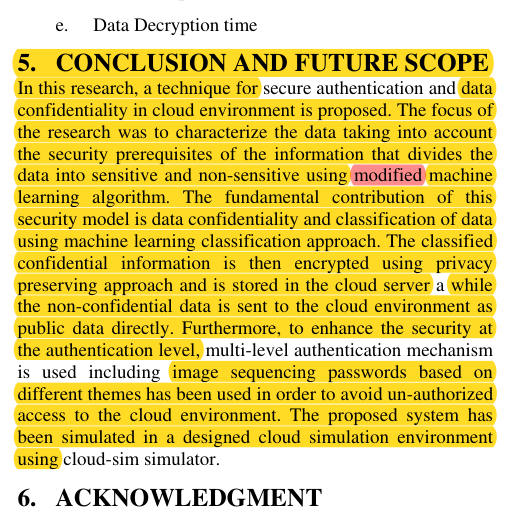 e. Data Decryption time
5. CONCLUSION AND FUTURE SCOPE
In this research, a technique for secure authentication and data
confidentiality in cloud environment is proposed. The focus of
the research was to characterize the data taking into account
the security prerequisites of the information that divides the
data into sensitive and non-sensitive using modified machine
learning algorithm. The fundamental contribution of this
security model is data confidentiality and classification of data
using machine learning classification approach. The classified
confidential information is then encrypted using privacy
preserving approach and is stored in the cloud server a while
the non-confidential data is sent to the cloud environment as
public data directly. Furthermore, to enhance the security at
the authentication level, multi-level authentication mechanism
is used including image sequencing passwords based on
different themes has been used in order to avoid un-authorized
access to the cloud environment. The proposed system has
been simulated in a designed cloud simulation environment
using cloud-sim simulator.
6. ACKNOWLEDGMENT